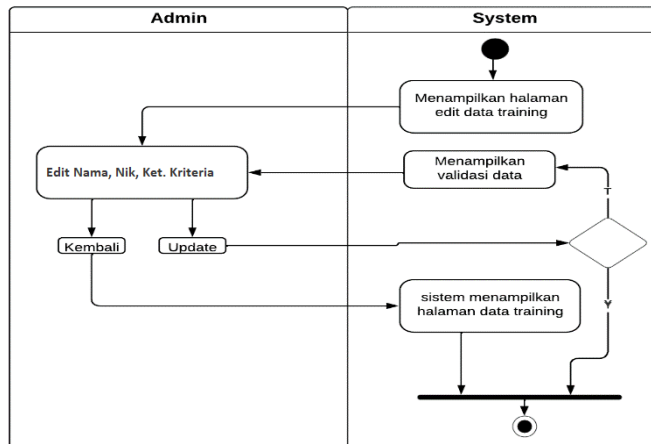 Admin
System
Menampilkan halaman
edit data training
Edit Nama, Nik, Ket. Kriteria
Menampilkan
validasi data
T
Kembali
Update
sistem menampilkan
halaman data training
Y